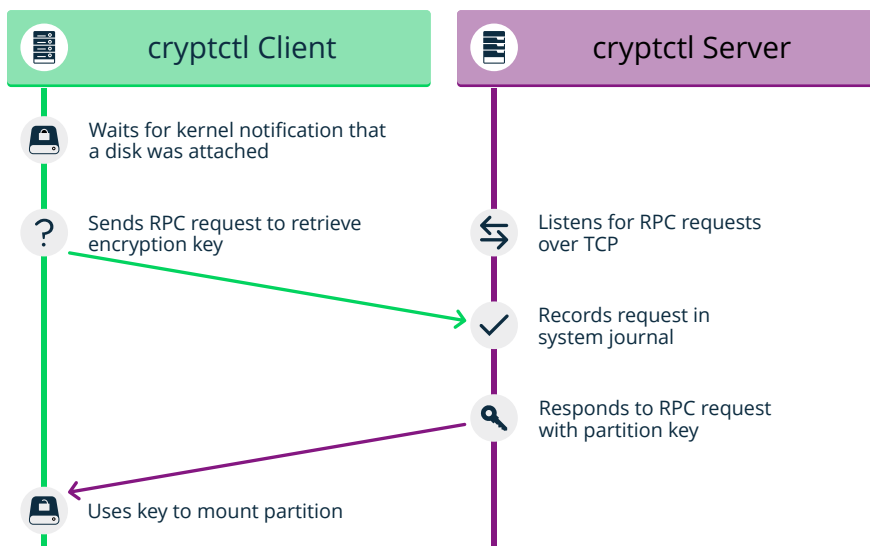 cryptctl Client
cryptctl Server
Waits for kernel notification that
a disk was attached
Sends RPC request to retrieve
encryption key
?
Listens for RPC requests
over TCP
Records request in
system journal
Responds to RPC request
with partition key
Uses key to mount partition